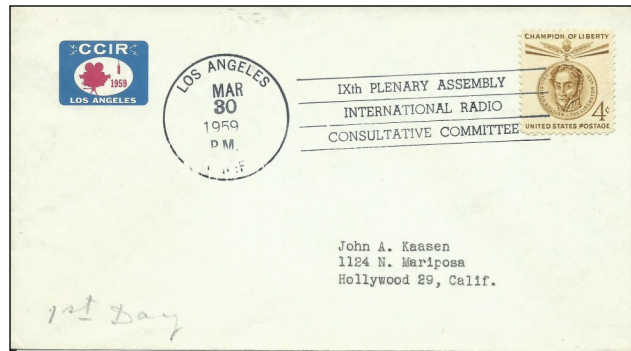 CCIR
1959
LOS ANGELES
LOS ANGELES
MAR
30
1959
P.M.
IXth PLENARY ASSEMBLY
INTERNATIONAL RADIO
CONSULTATIVE COMMITTEE
CHAMPION OF LIBERTY
4¢
UNITED STATES POSTAGE
John A. Kaasen
1124 N. Mariposa
Hollywood 29, Calif.
1st Day